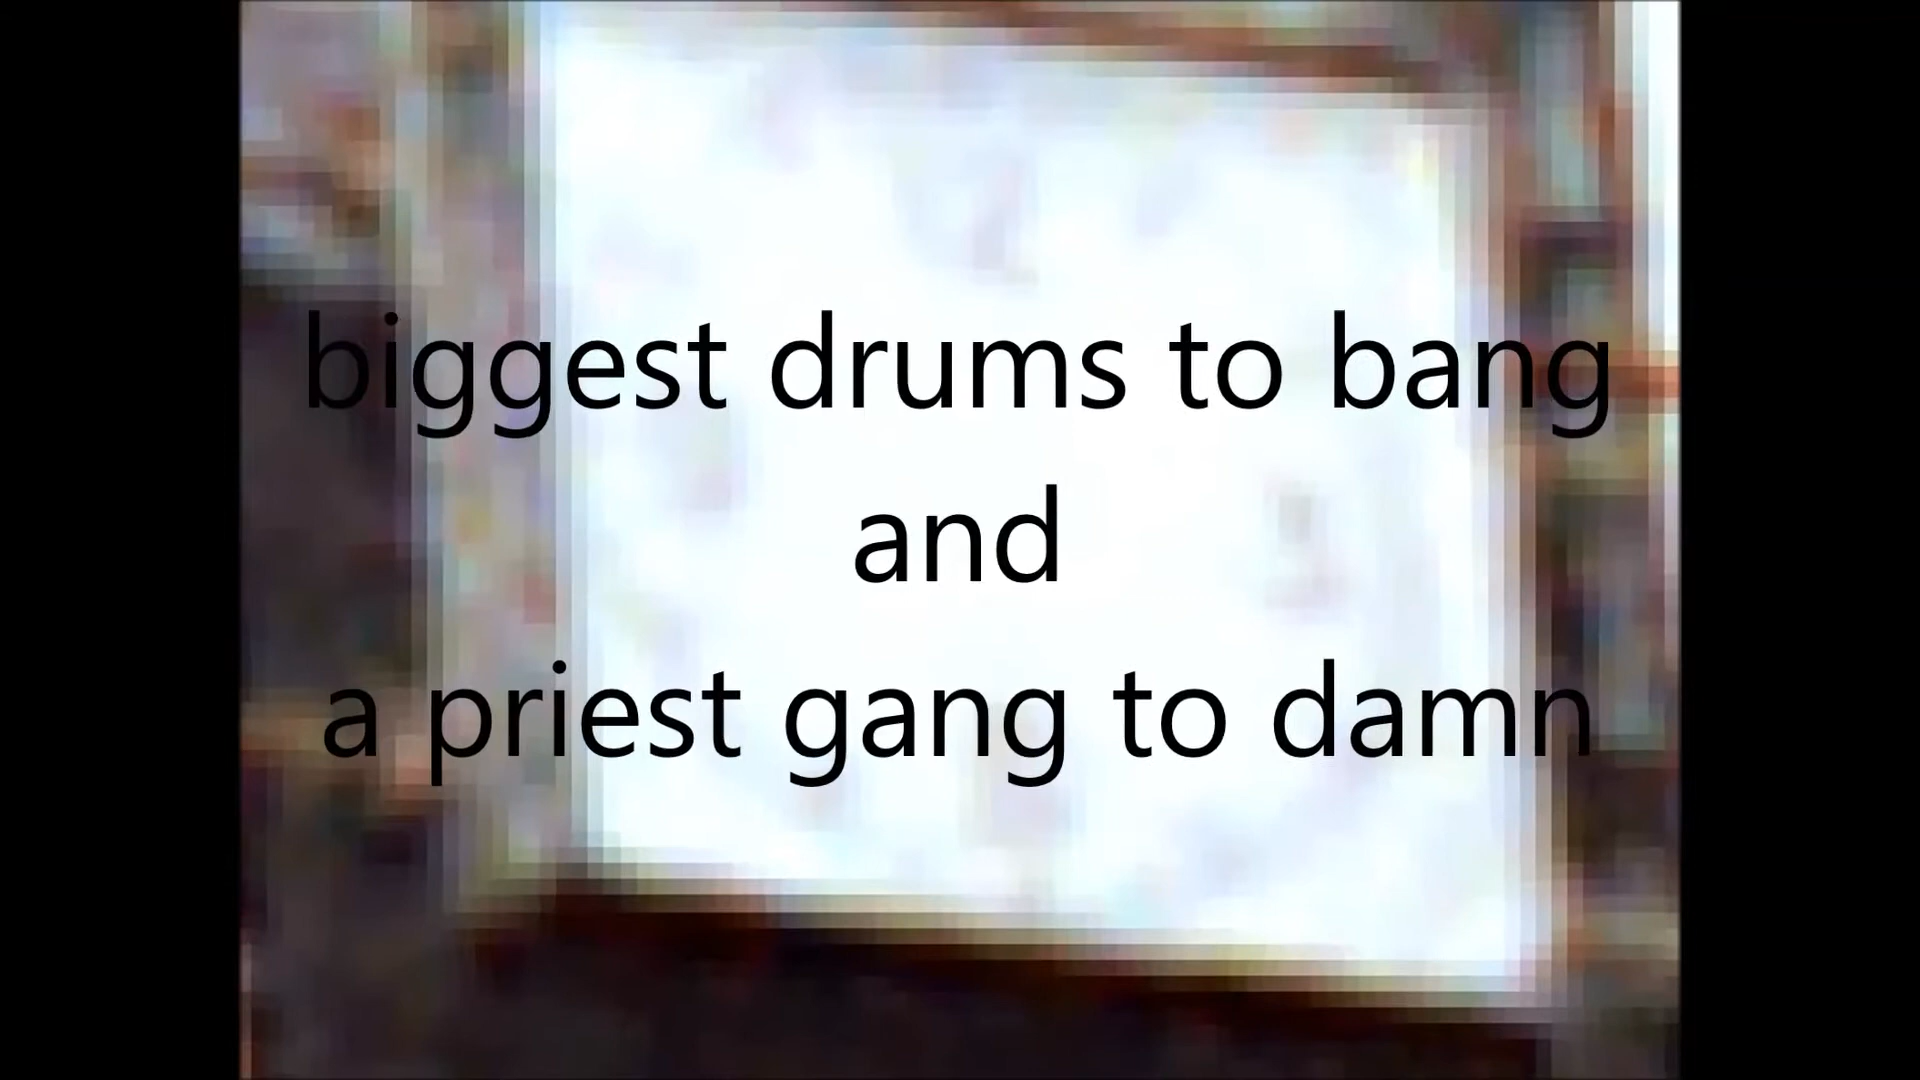 biggest drums to bang
and
a priest gang to damn